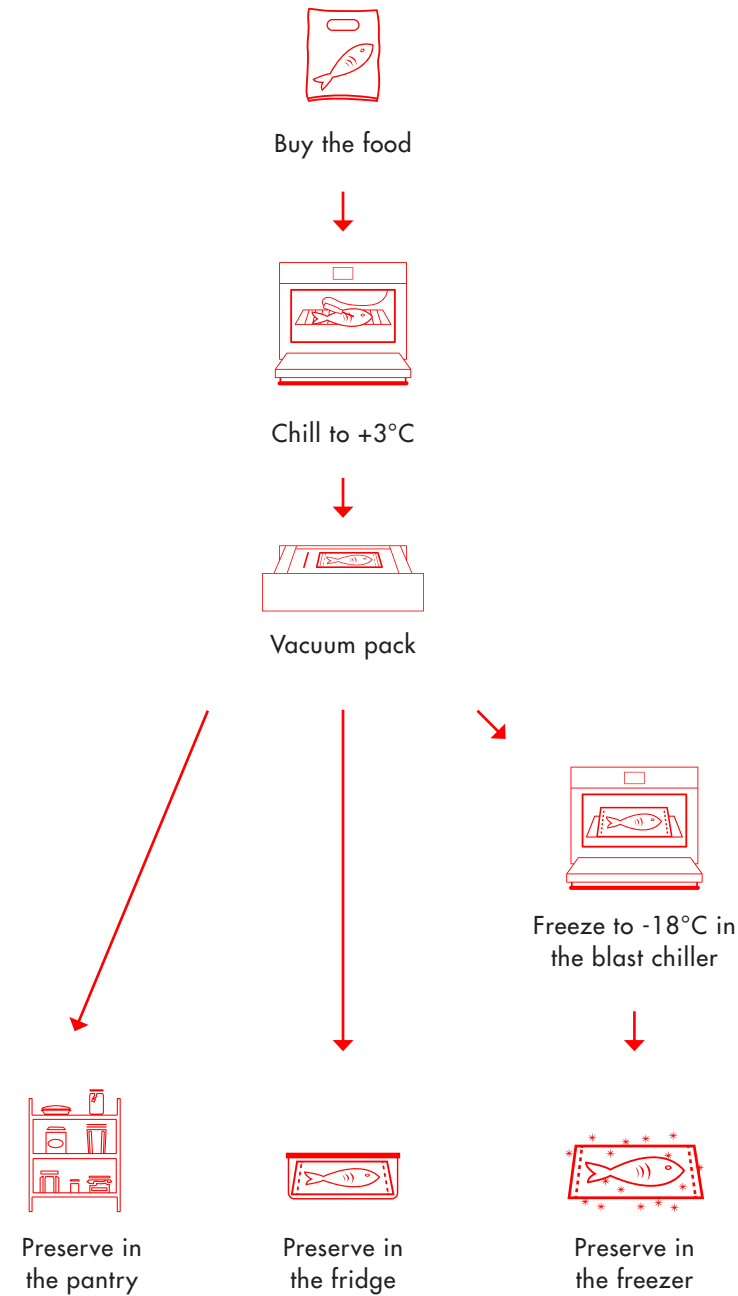 Buy the food
Chill to +3°C
Vacuum pack
Freeze to -18°C in
the blast chiller
Preserve in
the pantry
Preserve in
the fridge
Preserve in
the freezer